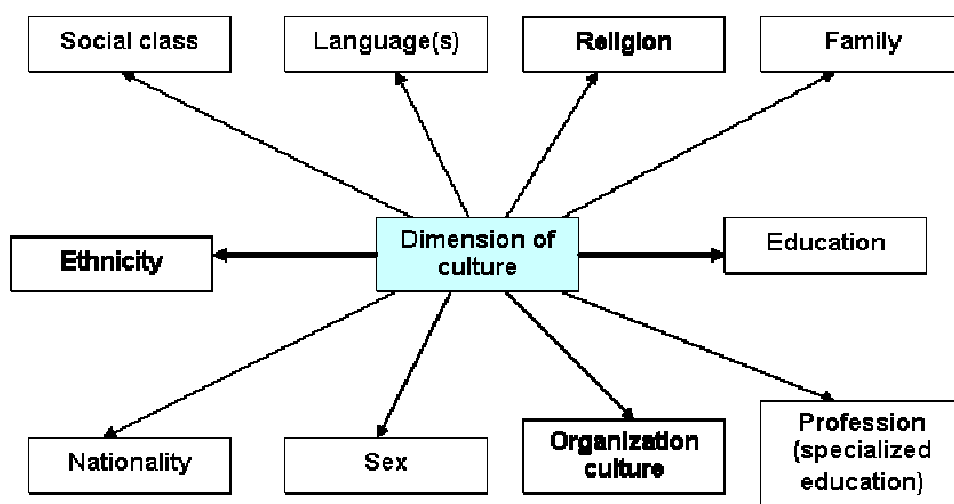 Social class
Language(s)
Religion
Family
Ethnicity
Dimension of
culture
Education
Nationality
Sex
Organization
culture
Profession
(specialized
education)